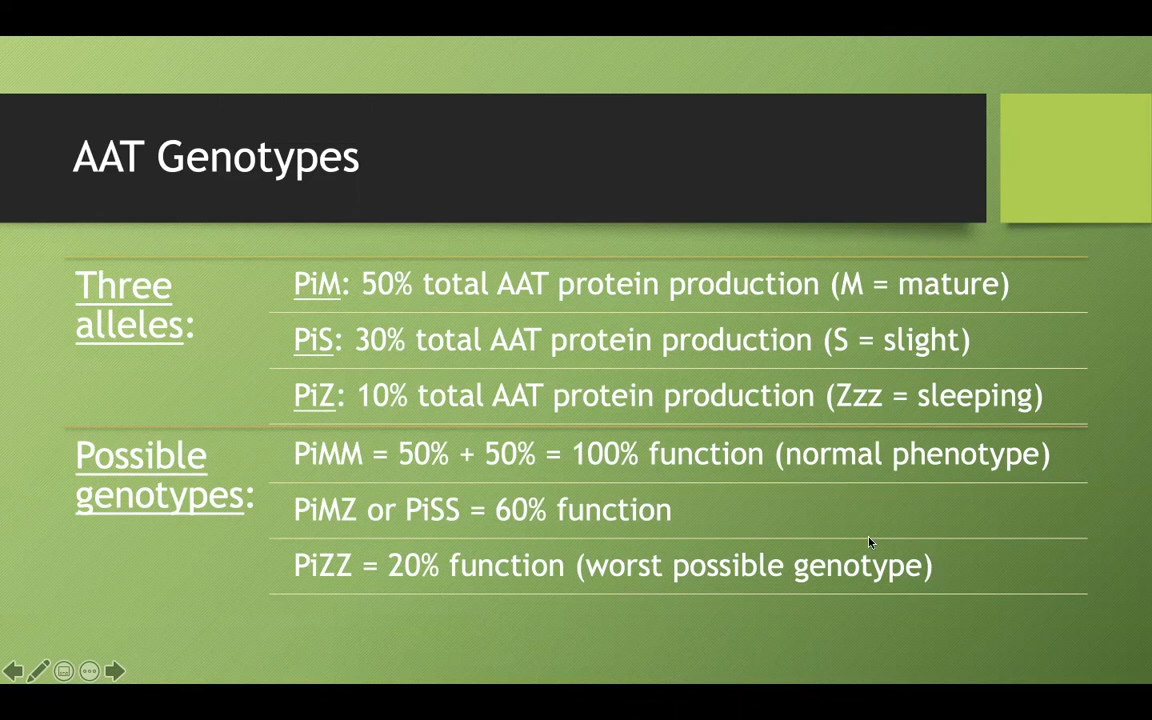 AAT Genotypes
Three
alleles:
PiM: 50% total AAT protein production (M = mature)
PiS: 30% total AAT protein production (S = slight)
PiZ: 10% total AAT protein production (Zzz = sleeping)
Possible
genotypes:
PiMM = 50% + 50% = 100% function (normal phenotype)
PiMZ or PiSS = 60% function
PiZZ = 20% function (worst possible genotype)